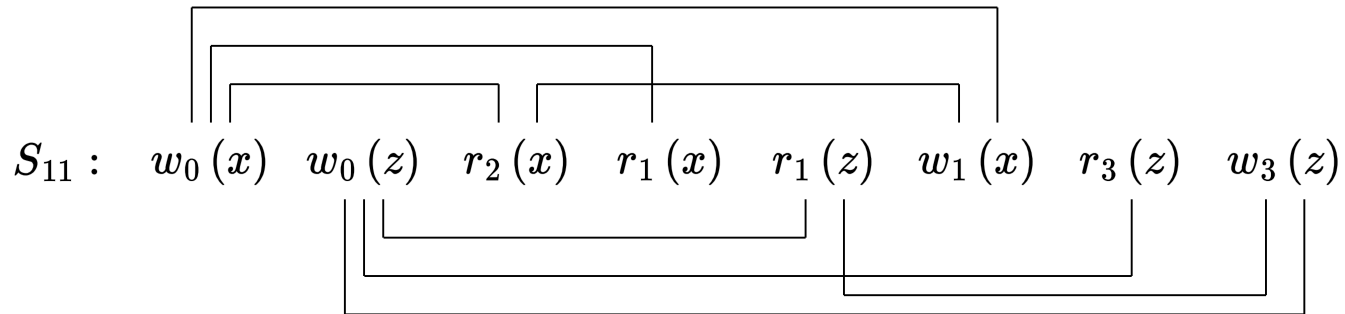 S₁₁ : w₀ (x) w₀ (z) r₂ (x) r₁ (x) r₁ (z) w₁ (x) r₃ (z) w₃ (z)